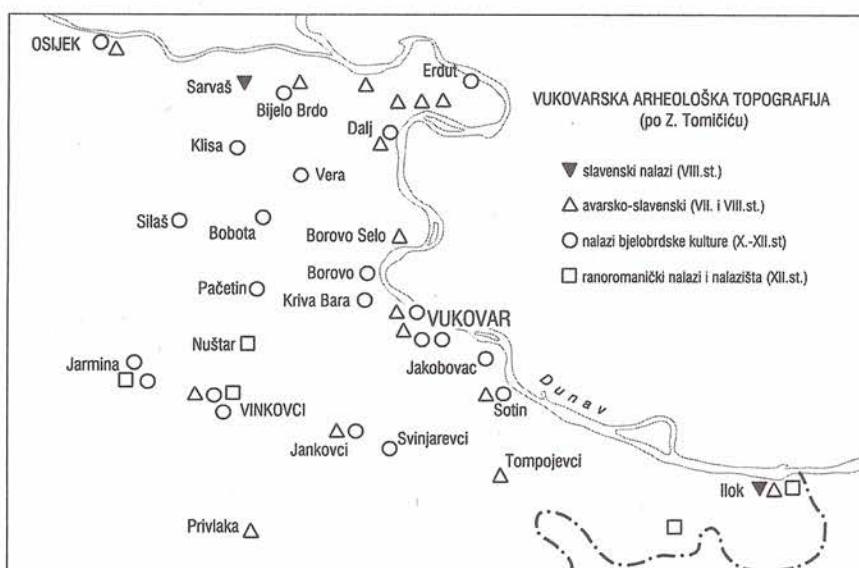 OSIJEK
Sarvaš
Bijelo Brdo
Erdut
VUKOVARSKA ARHEOLOŠKA TOPOGRAFIJA
(po Z. Tomičiću)
Dalj
Klisa
slavenski nalazi (VIII.st.)
Vera
avarsko-slavenski (VII. i VIII.st.)
Silaš
Bobota
Borovo Selo
nalazi bjelobrdske kulture (X.-XII.st)
Borovo
ranoromanički nalazi i nalazišta (XII.st.)
Pačetin
Kriva Bara
VUKOVAR
Nuštar
Jarmina
Jakobovac
Dunav
VINKOVCI
Sotin
Jankovci
Svinjarevci
Tompojevci
Ilok
Privlaka